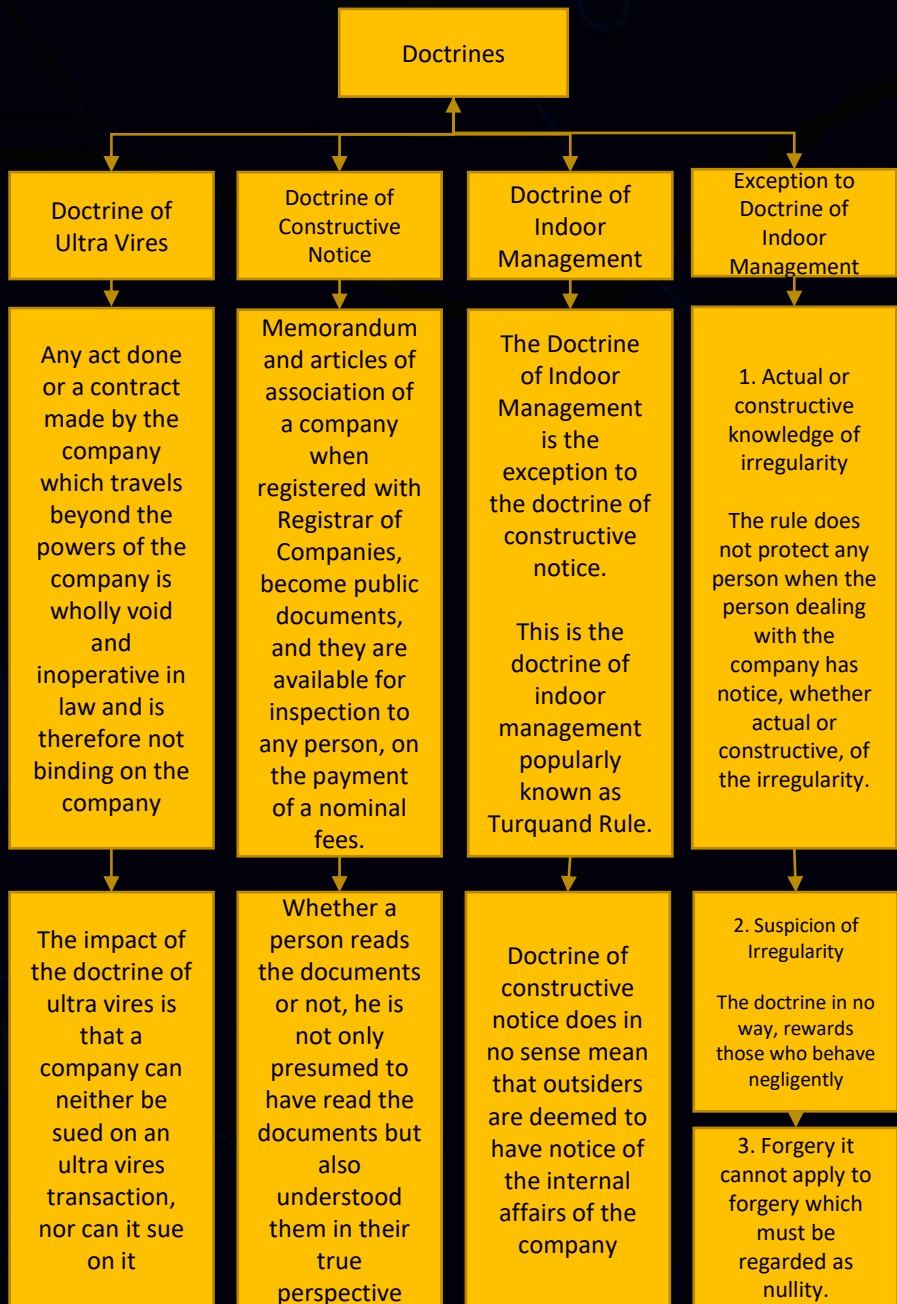 Doctrines
Doctrine of
Ultra Vires
Any act done
or a contract
made by the
company
which travels
beyond the
powers of the
company is
wholly void
and
inoperative in
law and is
therefore not
binding on the
company
The impact of
the doctrine of
ultra vires is
that a
company can
neither be
sued on an
ultra vires
transaction,
nor can it sue
on it
Doctrine of
Constructive
Notice
Memorandum
and articles of
association of
a company
when
registered with
Registrar of
Companies,
become public
documents,
and they are
available for
inspection to
any person, on
the payment
of a nominal
fees.
Whether a
person reads
the documents
or not, he is
not only
presumed to
have read the
documents but
also
understood
them in their
true
perspective
Doctrine of
Indoor
Management
The Doctrine
of Indoor
Management
is the
exception to
the doctrine of
constructive
notice.
This is the
doctrine of
indoor
management
popularly
known as
Turquand Rule.
Doctrine of
constructive
notice does in
no sense mean
that outsiders
are deemed to
have notice of
the internal
affairs of the
company
Exception to
Doctrine of
Indoor
Management
1. Actual or
constructive
knowledge of
irregularity
The rule does
not protect any
person when the
person dealing
with the
company has
notice, whether
actual or
constructive, of
the irregularity.
2. Suspicion of
Irregularity
The doctrine in no
way, rewards
those who behave
negligently
3. Forgery it
cannot apply to
forgery which
must be
regarded as
nullity.